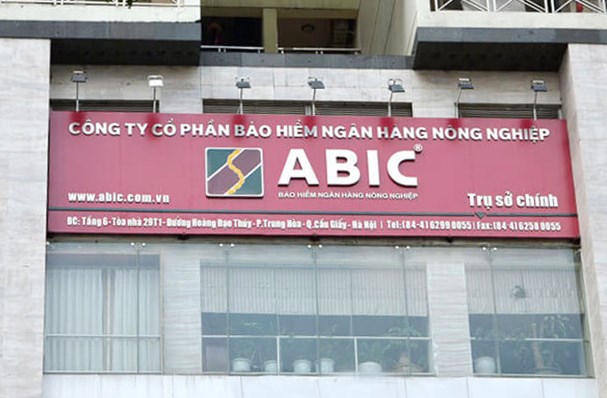 CÔNG TY CỔ PHẦN BẢO HIỂM NGÂN HÀNG NÔNG NGHIỆP
ABIC®
BẢO HIỂM NGÂN HÀNG NÔNG NGHIỆP
www.abic.com.vn
Trụ sở chính
ĐC: Tầng 6 - Tòa nhà 29T1 - Đường Hoàng Đạo Thúy - P.Trung Hòa - Q.Cầu Giấy - Hà Nội | Tel: (84-4) 6299 0055 | Fax: (84-4) 6258 0055